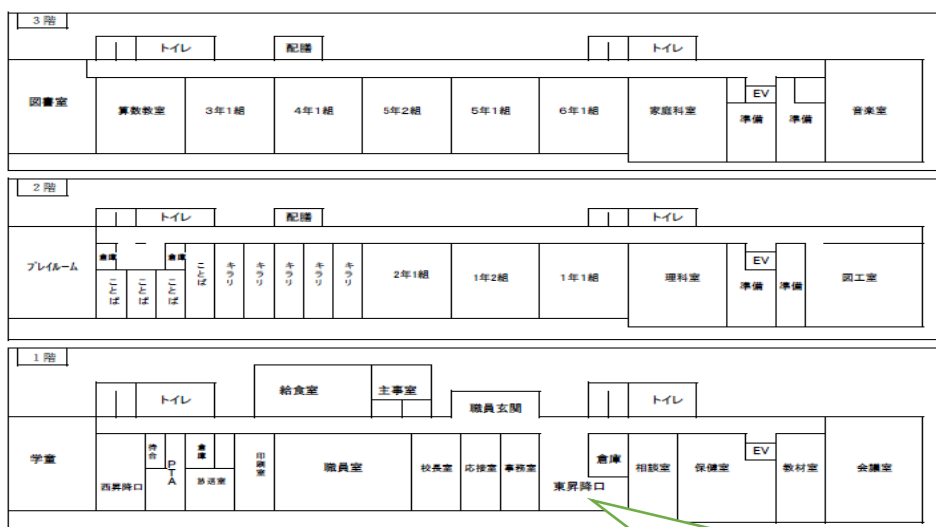 3階
トイレ
配膳
トイレ
図書室
算数教室
3年1組
4年1組
5年2組
5年1組
6年1組
家庭科室
EV
準備
準備
音楽室
2階
トイレ
配膳
トイレ
プレイルーム
倉庫
倉庫
ことば
ことば
ことば
ことば
キラリ
キラリ
キラリ
キラリ
キラリ
2年1組
1年2組
1年1組
理科室
EV
準備
準備
図工室
1階
トイレ
給食室
主事室
職員玄関
トイレ
学童
西昇降口
待合
PTA
倉庫
放送室
印刷室
職員室
校長室
応接室
事務室
東昇降口
倉庫
相談室
保健室
EV
教材室
会議室